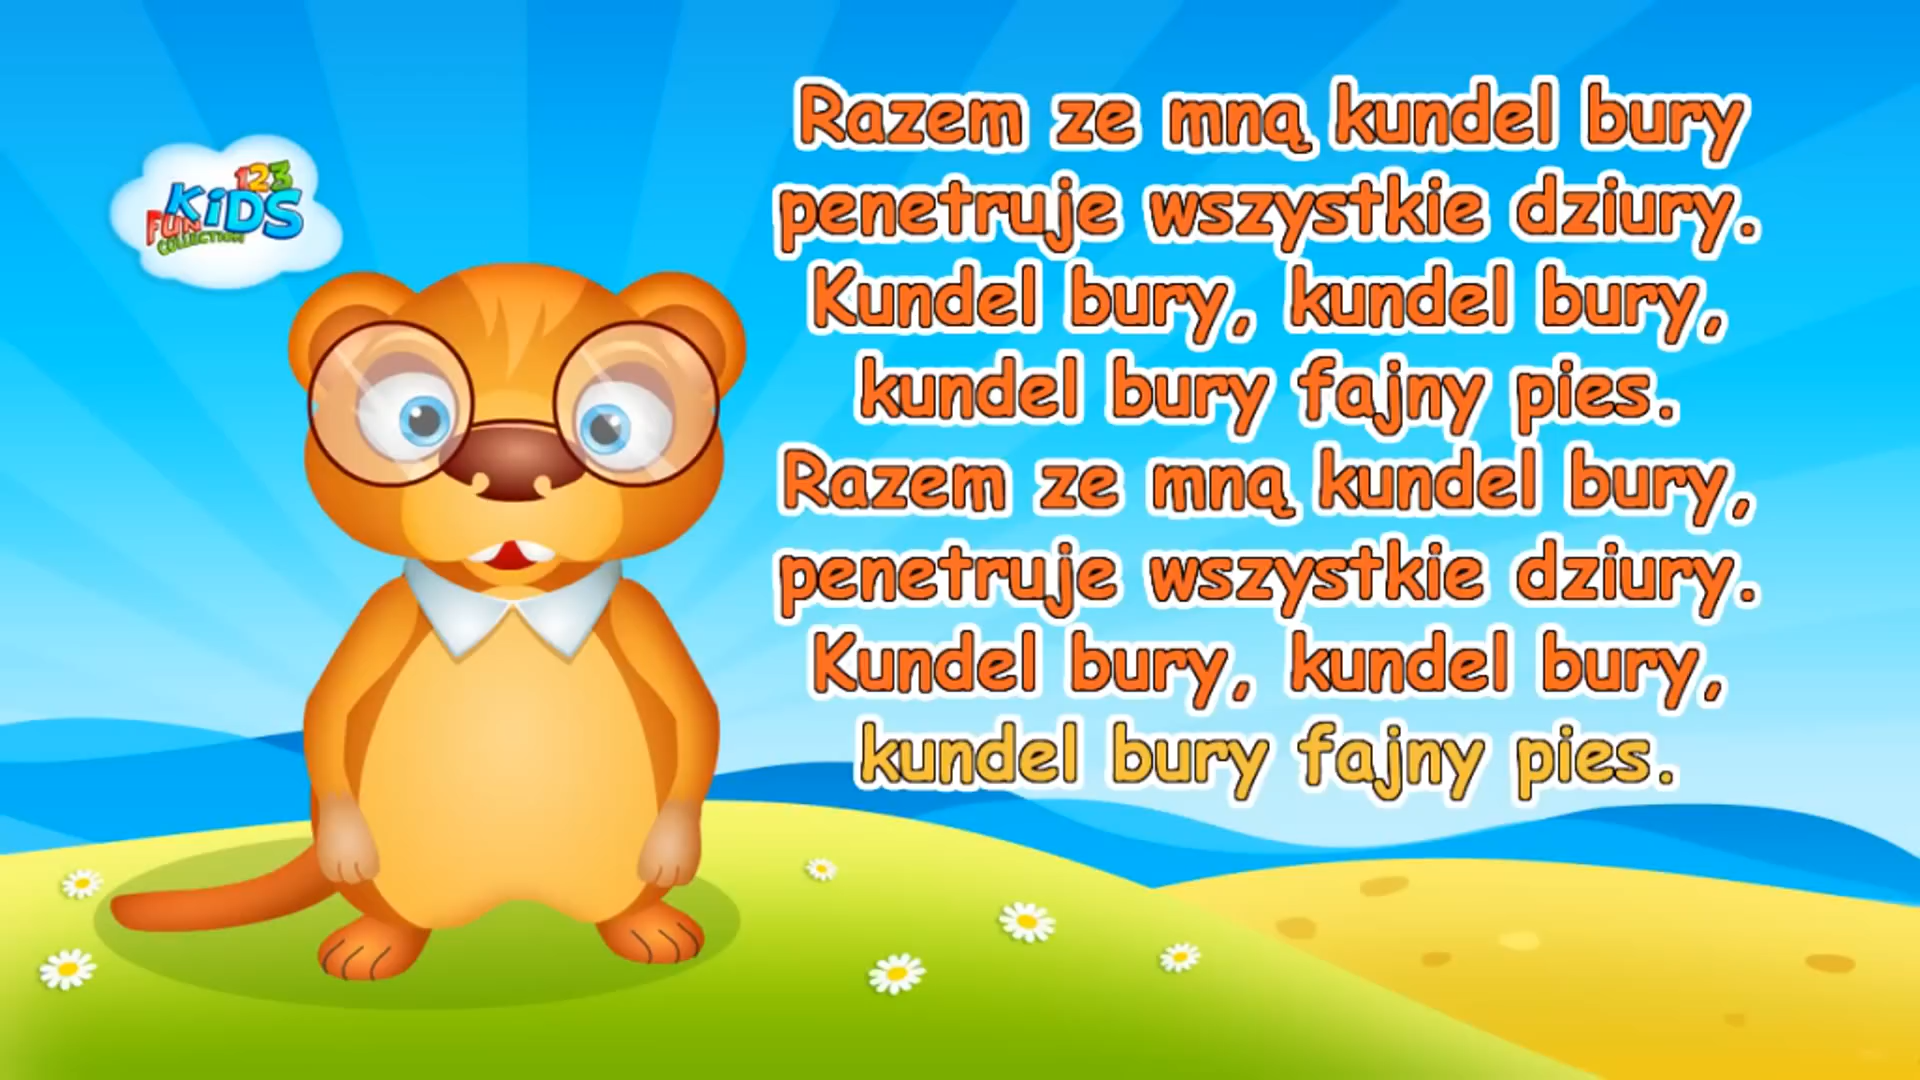 123
KiDS
FUN
COLLECTION
Razem ze mną kundel bury
penetruje wszystkie dziury.
Kundel bury, kundel bury,
kundel bury fajny pies.
Razem ze mną kundel bury,
penetruje wszystkie dziury.
Kundel bury, kundel bury,
kundel bury fajny pies.